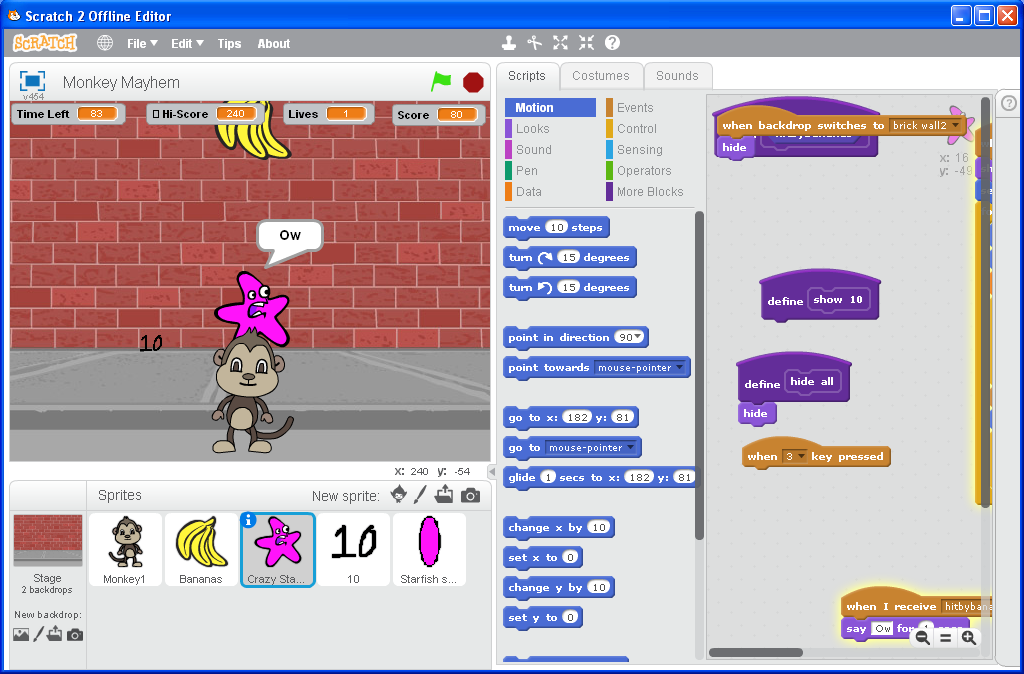 Scratch 2 Offline Editor
SCRATCH
File Edit Tips About
v454
Monkey Mayhem
Time Left 83
Hi-Score 240
Lives 1
Score 80
Ow
10
x: 240 y: -54
Sprites
New sprite:
Stage
2 backdrops
New backdrop:
Monkey1
Bananas
Crazy Sta...
10
10
Starfish s...
Scripts
Costumes
Sounds
Motion
Events
Looks
Control
Sound
Sensing
Pen
Operators
Data
More Blocks
move 10 steps
turn 15 degrees
turn 15 degrees
point in direction 90
point towards mouse-pointer
go to x: 182 y: 81
go to mouse-pointer
glide 1 secs to x: 182 y: 81
change x by 10
set x to 0
change y by 10
set y to 0
when backdrop switches to brick wall2
hide
x: 16
y: -49
define show 10
define hide all
hide
when 3 key pressed
when I receive hitbybana
say Ow for 1